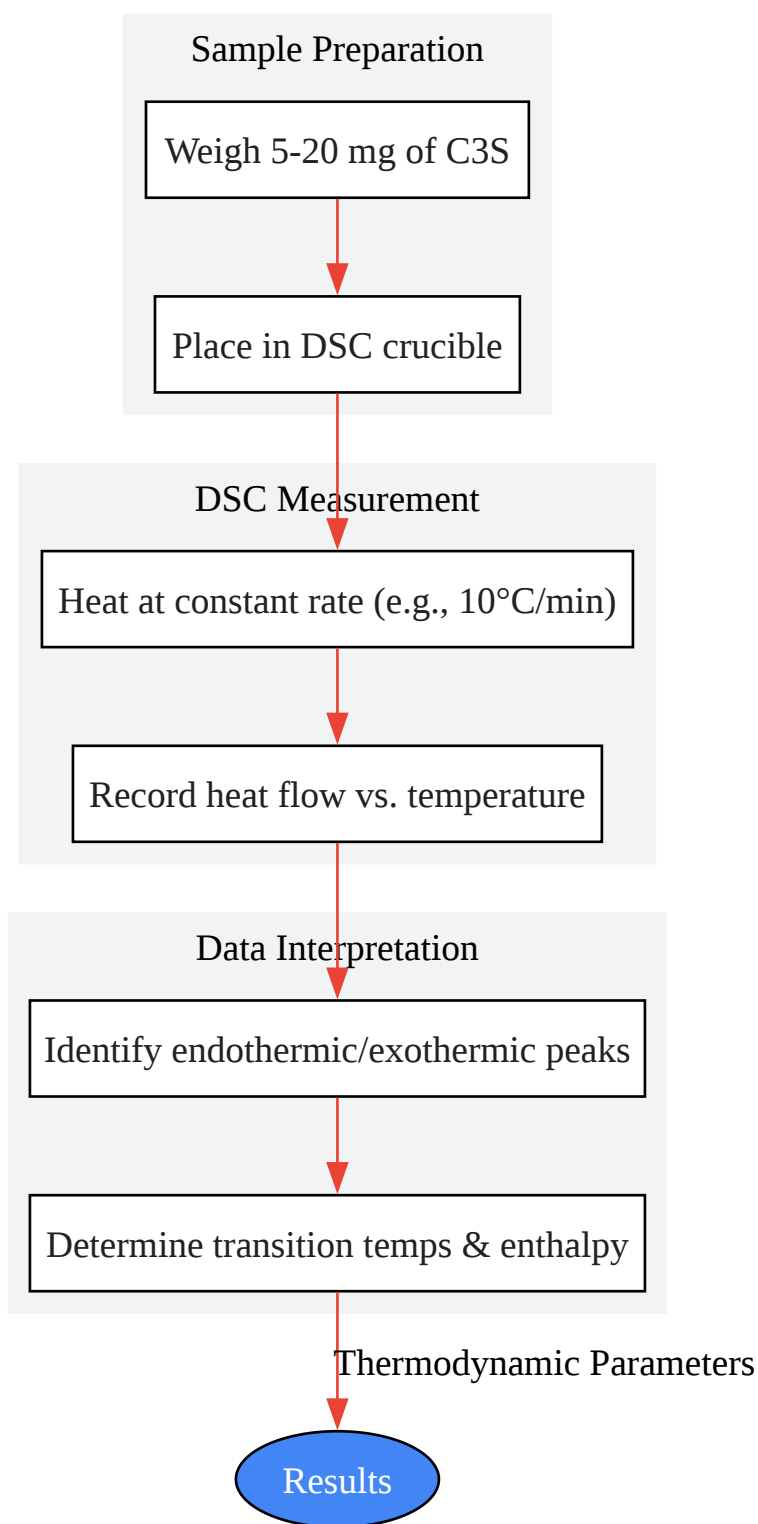 Sample Preparation
Weigh 5-20 mg of C3S
Place in DSC crucible
DSC Measurement
Heat at constant rate (e.g., 10°C/min)
Record heat flow vs. temperature
Data Interpretation
Identify endothermic/exothermic peaks
Determine transition temps & enthalpy
Thermodynamic Parameters
Results